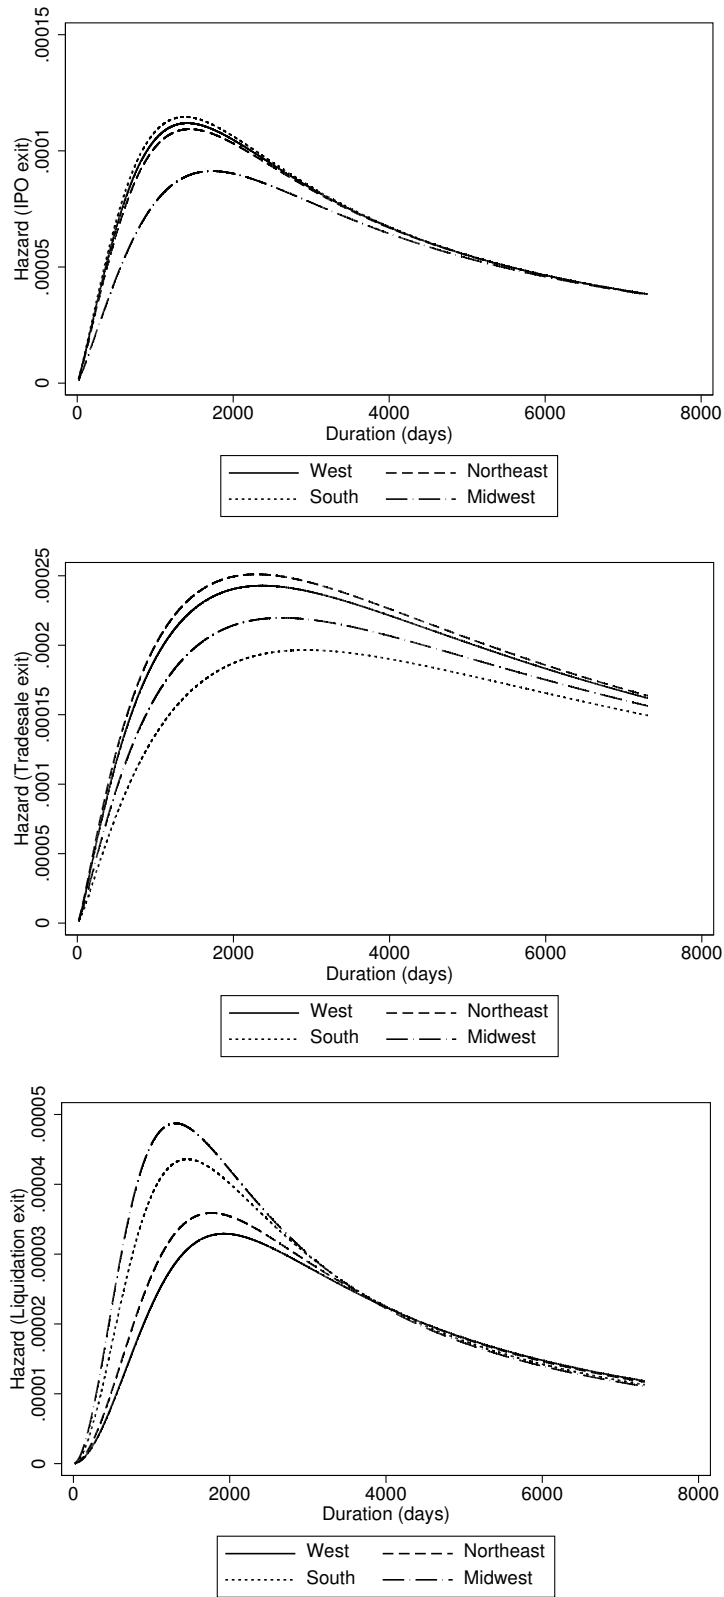 Hazard (IPO exit)
.00015
.0001
.00005
0
0 2000 4000 6000 8000
Duration (days)
West Northeast
South Midwest
Hazard (Tradesale exit)
.00025
.0002
.00015
.0001
.00005
0
0 2000 4000 6000 8000
Duration (days)
West Northeast
South Midwest
Hazard (Liquidation exit)
.00005
.00004
.00003
.00002
.00001
0
0 2000 4000 6000 8000
Duration (days)
West Northeast
South Midwest